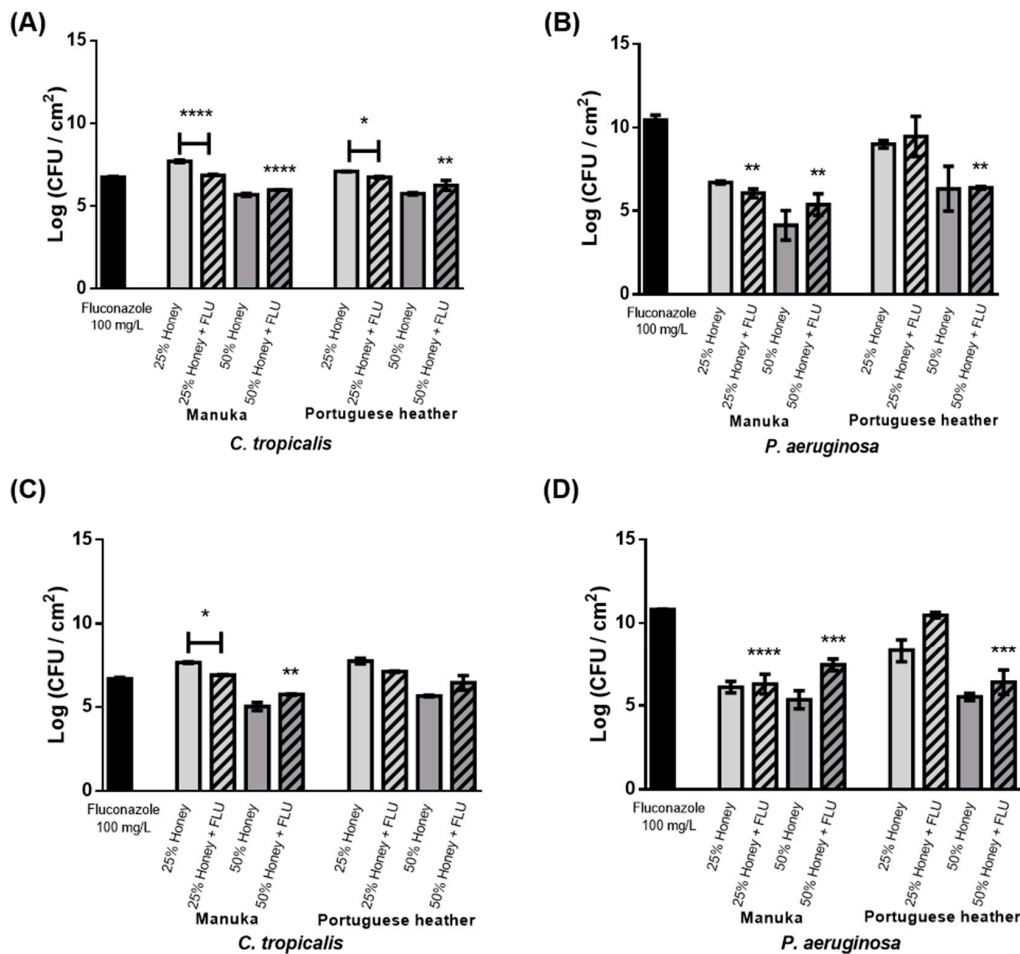 (A)
15
10
5
0
Log (CFU / cm²)
****
****
*
**
Fluconazole
100 mg/L
25% Honey
25% Honey + FLU
50% Honey
50% Honey + FLU
25% Honey
25% Honey + FLU
50% Honey
50% Honey + FLU
Manuka
Portuguese heather
C. tropicalis
(B)
15
10
5
0
Log (CFU / cm²)
**
**
**
Fluconazole
100 mg/L
25% Honey
25% Honey + FLU
50% Honey
50% Honey + FLU
25% Honey
25% Honey + FLU
50% Honey
50% Honey + FLU
Manuka
Portuguese heather
P. aeruginosa
(C)
15
10
5
0
Log (CFU / cm²)
*
**
Fluconazole
100 mg/L
25% Honey
25% Honey + FLU
50% Honey
50% Honey + FLU
25% Honey
25% Honey + FLU
50% Honey
50% Honey + FLU
Manuka
Portuguese heather
C. tropicalis
(D)
15
10
5
0
Log (CFU / cm²)
****
***
***
Fluconazole
100 mg/L
25% Honey
25% Honey + FLU
50% Honey
50% Honey + FLU
25% Honey
25% Honey + FLU
50% Honey
50% Honey + FLU
Manuka
Portuguese heather
P. aeruginosa